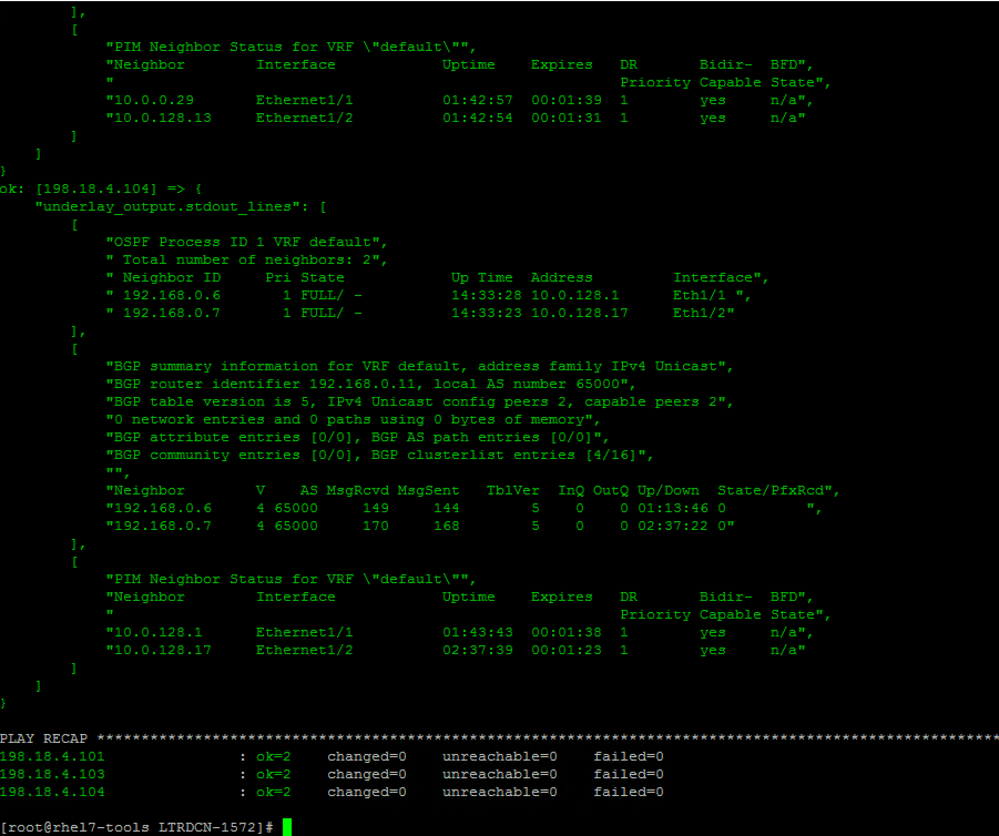 ],
[
"PIM Neighbor Status for VRF \"default\"",
"Neighbor        Interface            Uptime    Expires   DR       Bidir-  BFD",
"                                                         Priority Capable State",
"10.0.0.29       Ethernet1/1          01:42:57  00:01:39  1        yes     n/a",
"10.0.128.13     Ethernet1/2          01:42:54  00:01:31  1        yes     n/a"
]
]
}
ok: [198.18.4.104] => {
"underlay_output.stdout_lines": [
[
"OSPF Process ID 1 VRF default",
" Total number of neighbors: 2",
" Neighbor ID     Pri State            Up Time  Address         Interface",
" 192.168.0.6       1 FULL/ -          14:33:28 10.0.128.1      Eth1/1 ",
" 192.168.0.7       1 FULL/ -          14:33:23 10.0.128.17     Eth1/2"
],
[
"BGP summary information for VRF default, address family IPv4 Unicast",
"BGP router identifier 192.168.0.11, local AS number 65000",
"BGP table version is 5, IPv4 Unicast config peers 2, capable peers 2",
"0 network entries and 0 paths using 0 bytes of memory",
"BGP attribute entries [0/0], BGP AS path entries [0/0]",
"BGP community entries [0/0], BGP clusterlist entries [4/16]",
"",
"Neighbor        V    AS MsgRcvd MsgSent   TblVer  InQ OutQ Up/Down  State/PfxRcd",
"192.168.0.6     4 65000     149     144        5    0    0 01:13:46 0         ",
"192.168.0.7     4 65000     170     168        5    0    0 02:37:22 0"
],
[
"PIM Neighbor Status for VRF \"default\"",
"Neighbor        Interface            Uptime    Expires   DR       Bidir-  BFD",
"                                                         Priority Capable State",
"10.0.128.1      Ethernet1/1          01:43:43  00:01:38  1        yes     n/a",
"10.0.128.17     Ethernet1/2          02:37:39  00:01:23  1        yes     n/a"
]
]
}
PLAY RECAP ******************************************************************************************************
198.18.4.101               : ok=2    changed=0    unreachable=0    failed=0
198.18.4.103               : ok=2    changed=0    unreachable=0    failed=0
198.18.4.104               : ok=2    changed=0    unreachable=0    failed=0
[root@rhel7-tools LTRDCN-1572]#